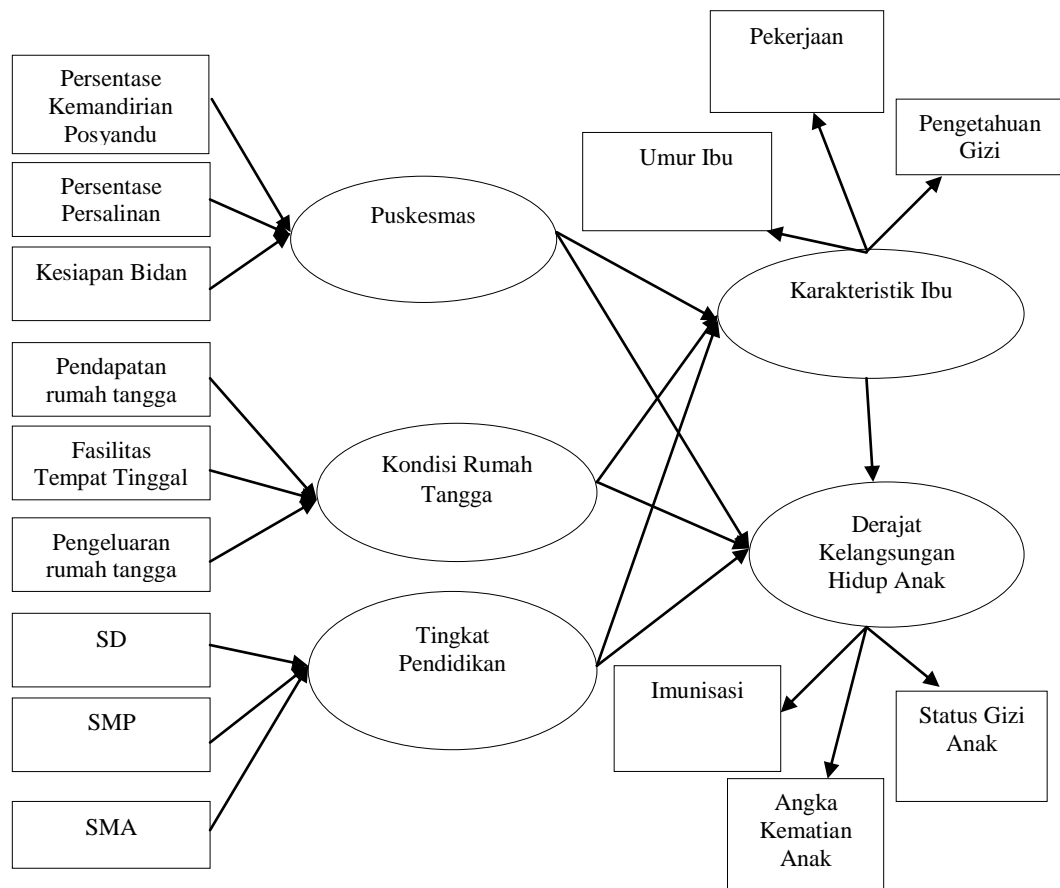 Persentase
Kemandirian
Posyandu
Persentase
Persalinan
Kesiapan Bidan
Pendapatan
rumah tangga
Fasilitas
Tempat Tinggal
Pengeluaran
rumah tangga
SD
SMP
SMA
Puskesmas
Kondisi Rumah
Tangga
Tingkat
Pendidikan
Pekerjaan
Umur Ibu
Pengetahuan
Gizi
Karakteristik Ibu
Derajat
Kelangsungan
Hidup Anak
Imunisasi
Angka
Kematian
Anak
Status Gizi
Anak